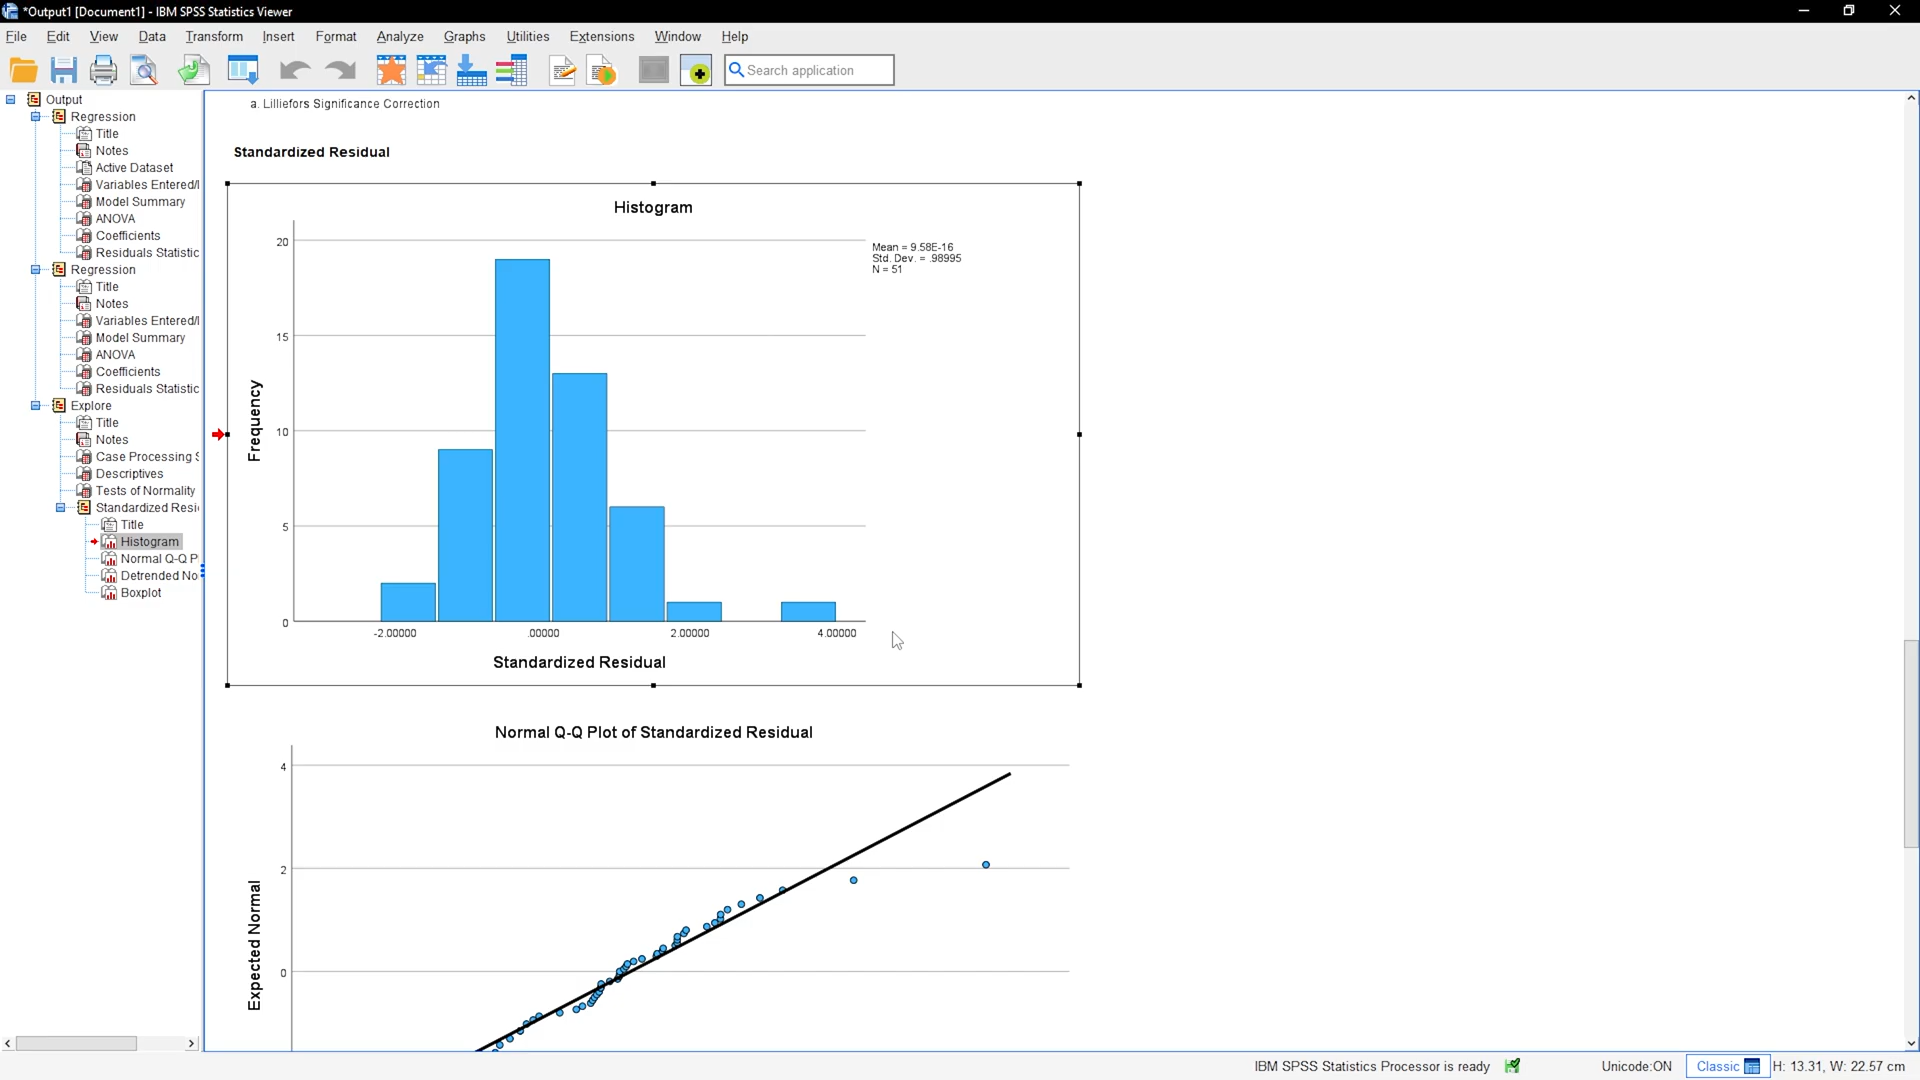 *Output1 [Document1] - IBM SPSS Statistics Viewer
File Edit View Data Transform Insert Format Analyze Graphs Utilities Extensions Window Help
Search application
Output
Regression
Title
Notes
Active Dataset
Variables Entered/
Model Summary
ANOVA
Coefficients
Residuals Statistic
Regression
Title
Notes
Variables Entered/
Model Summary
ANOVA
Coefficients
Residuals Statistic
Explore
Title
Notes
Case Processing S
Descriptives
Tests of Normality
Standardized Resi
Title
Histogram
Normal Q-Q P
Detrended No
Boxplot
a. Lilliefors Significance Correction
Standardized Residual
Histogram
Mean = 9.58E-16
Std. Dev. = .98995
N = 51
20
15
10
5
0
Frequency
-2.00000 .00000 2.00000 4.00000
Standardized Residual
Normal Q-Q Plot of Standardized Residual
4
2
0
Expected Normal
IBM SPSS Statistics Processor is ready Unicode:ON Classic H: 13.31, W: 22.57 cm